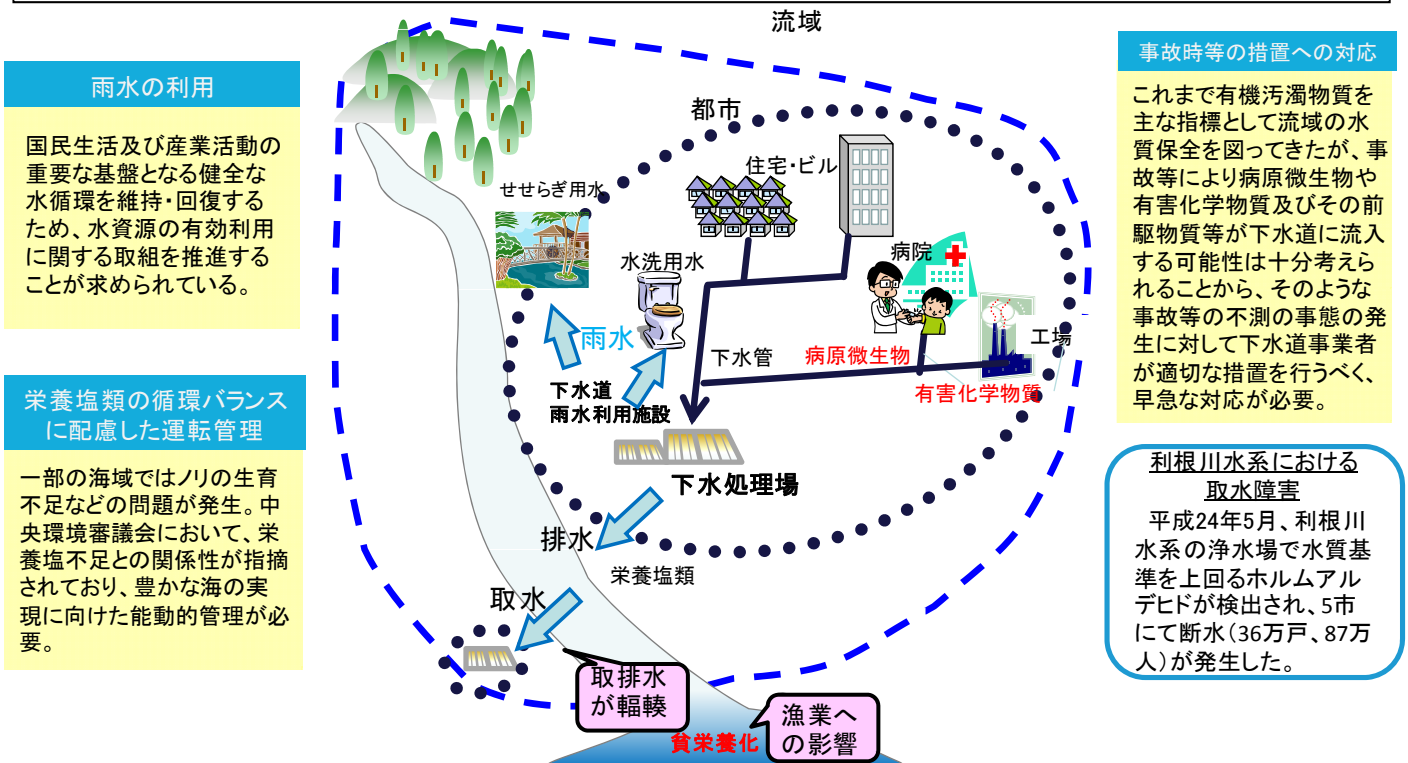 流域
雨水の利用
国民生活及び産業活動の
重要な基盤となる健全な
水循環を維持・回復する
ため、水資源の有効利用
に関する取組を推進する
ことが求められている。
栄養塩類の循環バランス
に配慮した運転管理
一部の海域ではノリの生育
不足などの問題が発生。中
央環境審議会において、栄
養塩不足との関係性が指摘
されており、豊かな海の実
現に向けた能動的管理が必
要。
都市
住宅・ビル
せせらぎ用水
水洗用水
病院
雨水
下水管
病原微生物
工場
有害化学物質
下水道
雨水利用施設
下水処理場
排水
栄養塩類
取水
取排水
が輻輳
漁業へ
の影響
貧栄養化
事故時等の措置への対応
これまで有機汚濁物質を
主な指標として流域の水
質保全を図ってきたが、事
故等により病原微生物や
有害化学物質及びその前
駆物質等が下水道に流入
する可能性は十分考えら
れることから、そのような
事故等の不測の事態の発
生に対して下水道事業者
が適切な措置を行うべく、
早急な対応が必要。
利根川水系における
取水障害
平成24年5月、利根川
水系の浄水場で水質基
準を上回るホルムアル
デヒドが検出され、5市
にて断水（36万戸、87万
人）が発生した。